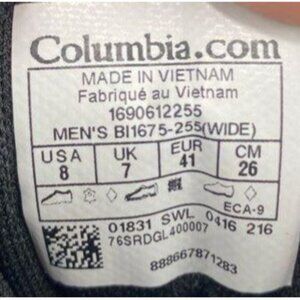 Columbia.com
MADE IN VIETNAM
Fabriqué au Vietnam
1690612255
MEN'S BI1675-255(WIDE)
USA UK EUR CM
8 7 41 26
ECA-9
01831 SWL 0416 216
76SRDGL400007
888667871283